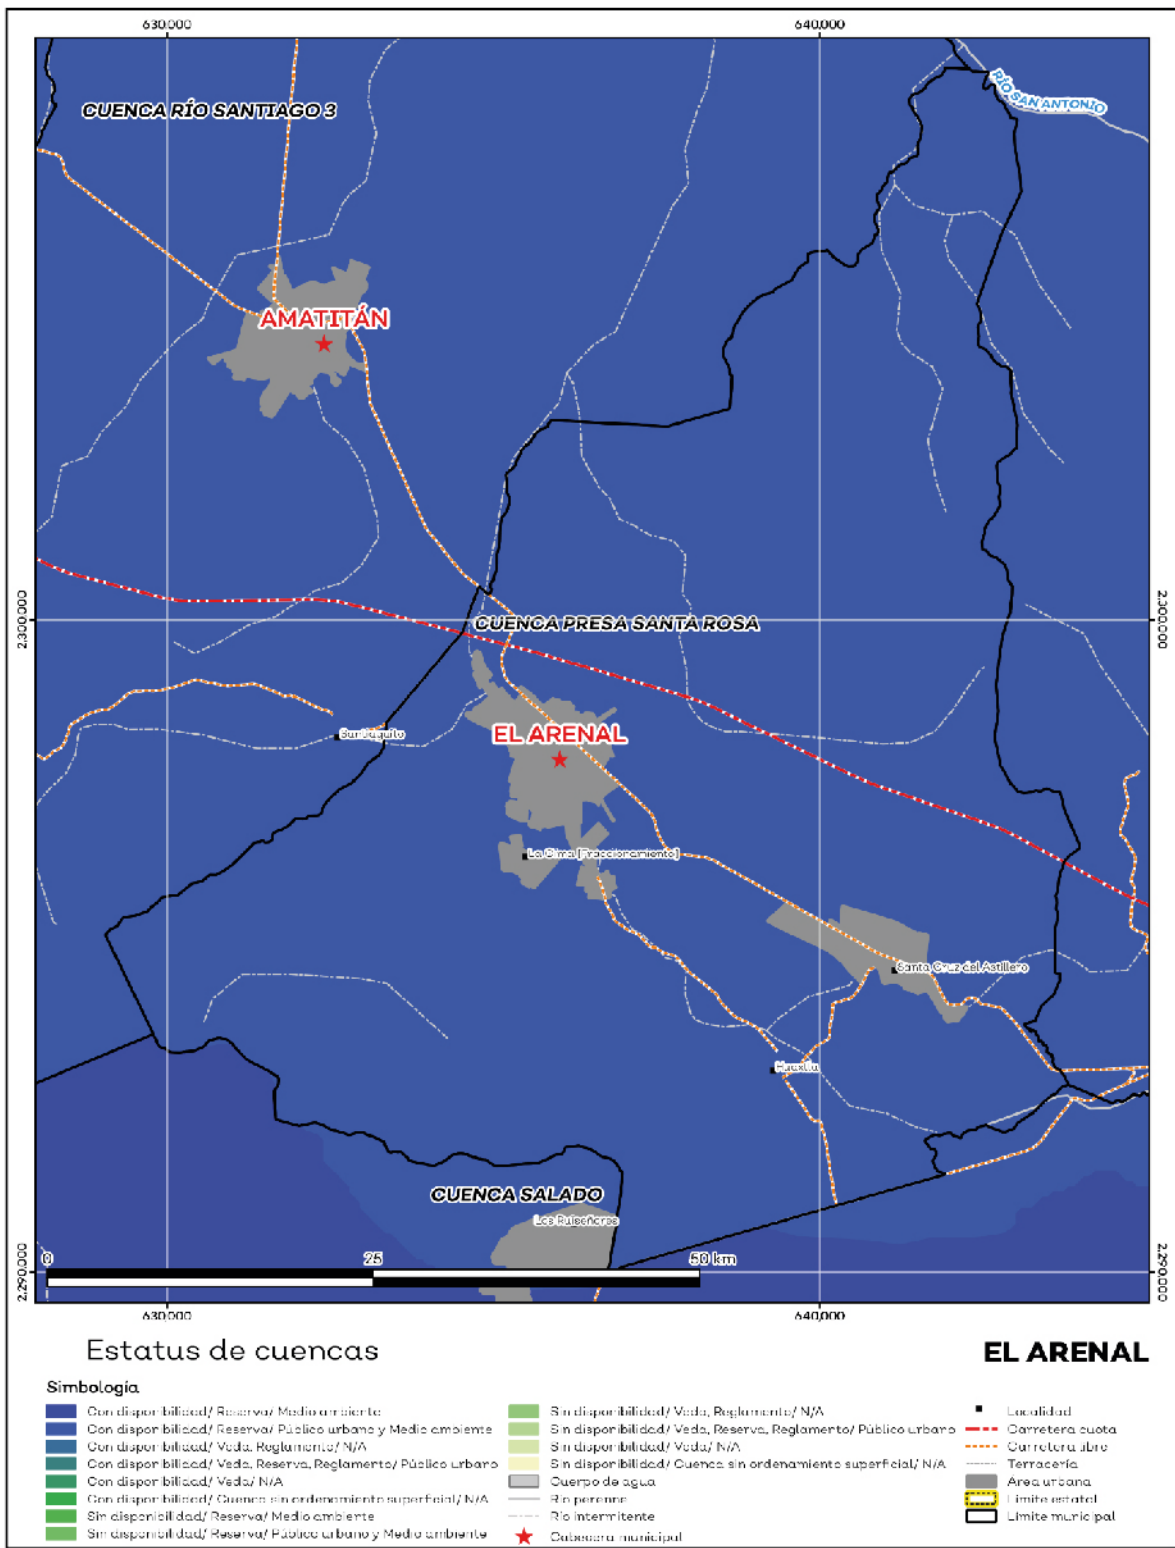 630,000 640,000
CUENCA RÍO SANTIAGO 3
RÍO SAN ANTONIO
AMATITÁN
2,300,000 2,300,000
CUENCA PRESA SANTA ROSA
EL ARENAL
Santiaguito
La Cima [Fraccionamiento]
Santa Cruz del Astillero
Huaxtla
CUENCA SALADO
Los Ruiseñores
0 25 50 km
2,290,000 2,290,000
630,000 640,000
Estatus de cuencas
EL ARENAL
Simbología
Con disponibilidad/ Reserva/ Medio ambiente
Con disponibilidad/ Reserva/ Público urbano y Medio ambiente
Con disponibilidad/ Veda, Reglamento/ N/A
Con disponibilidad/ Veda, Reserva, Reglamento/ Público urbano
Con disponibilidad/ Veda/ N/A
Con disponibilidad/ Cuenca sin ordenamiento superficial/ N/A
Sin disponibilidad/ Reserva/ Medio ambiente
Sin disponibilidad/ Reserva/ Público urbano y Medio ambiente
Sin disponibilidad/ Veda, Reglamento/ N/A
Sin disponibilidad/ Veda, Reserva, Reglamento/ Público urbano
Sin disponibilidad/ Veda/ N/A
Sin disponibilidad/ Cuenca sin ordenamiento superficial/ N/A
Cuerpo de agua
Río perenne
Río intermitente
Cabecera municipal
Localidad
Carretera cuota
Carretera libre
Terracería
Área urbana
Límite estatal
Límite municipal